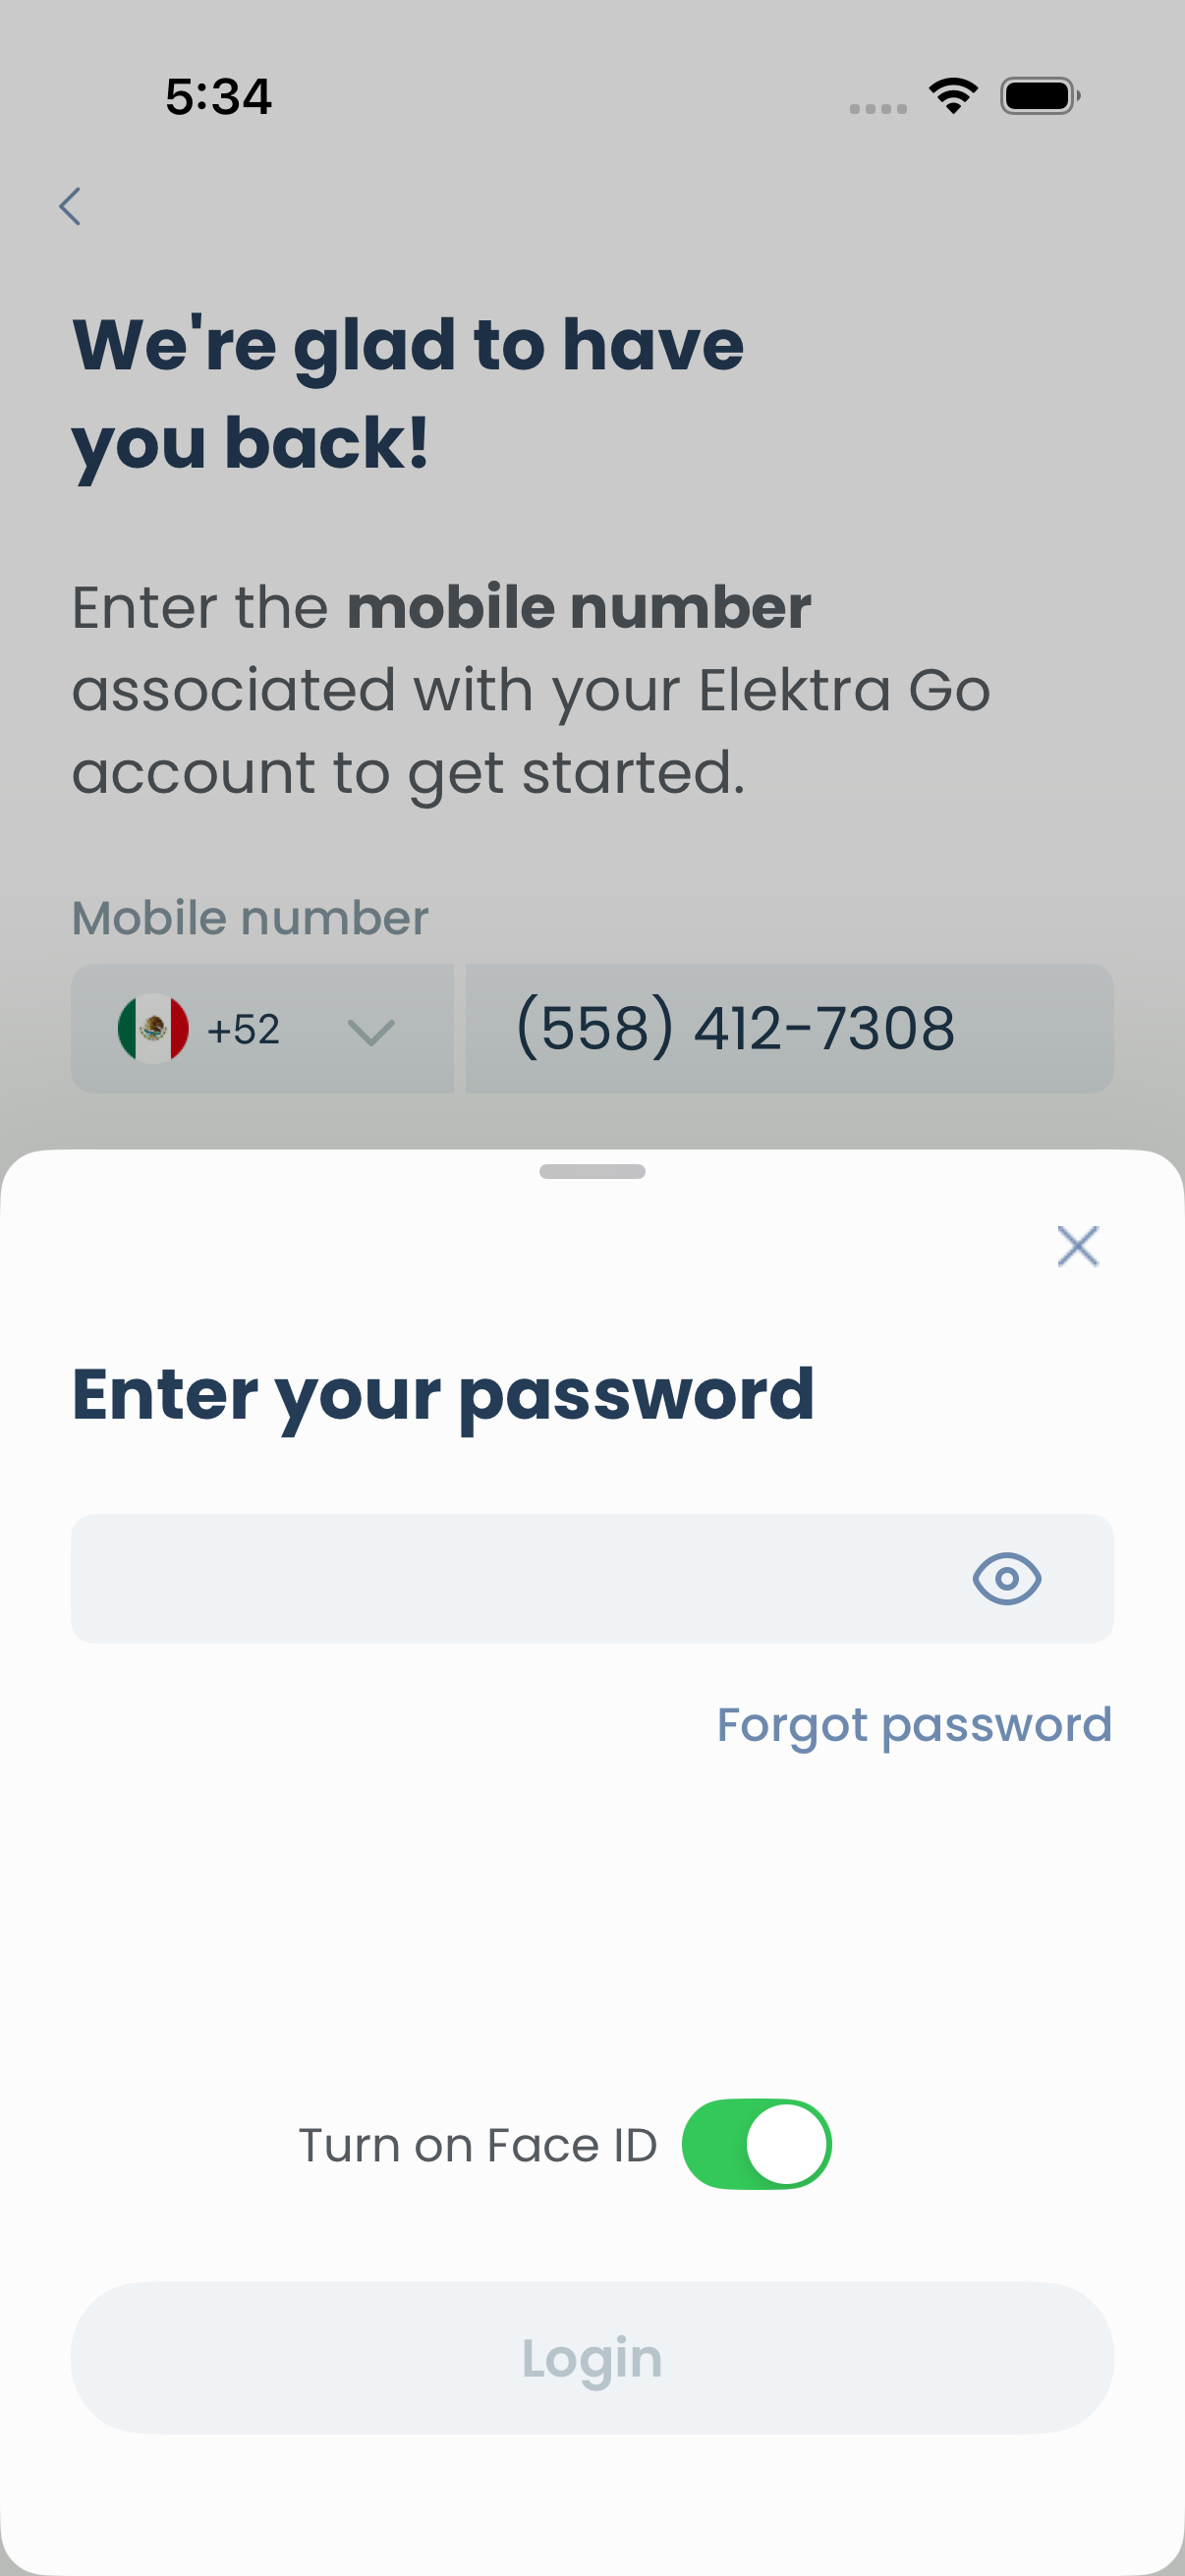 5:34
We're glad to have
you back!
Enter the mobile number
associated with your Elektra Go
account to get started.
Mobile number
+52
(558) 412-7308
Enter your password
Forgot password
Turn on Face ID
Login